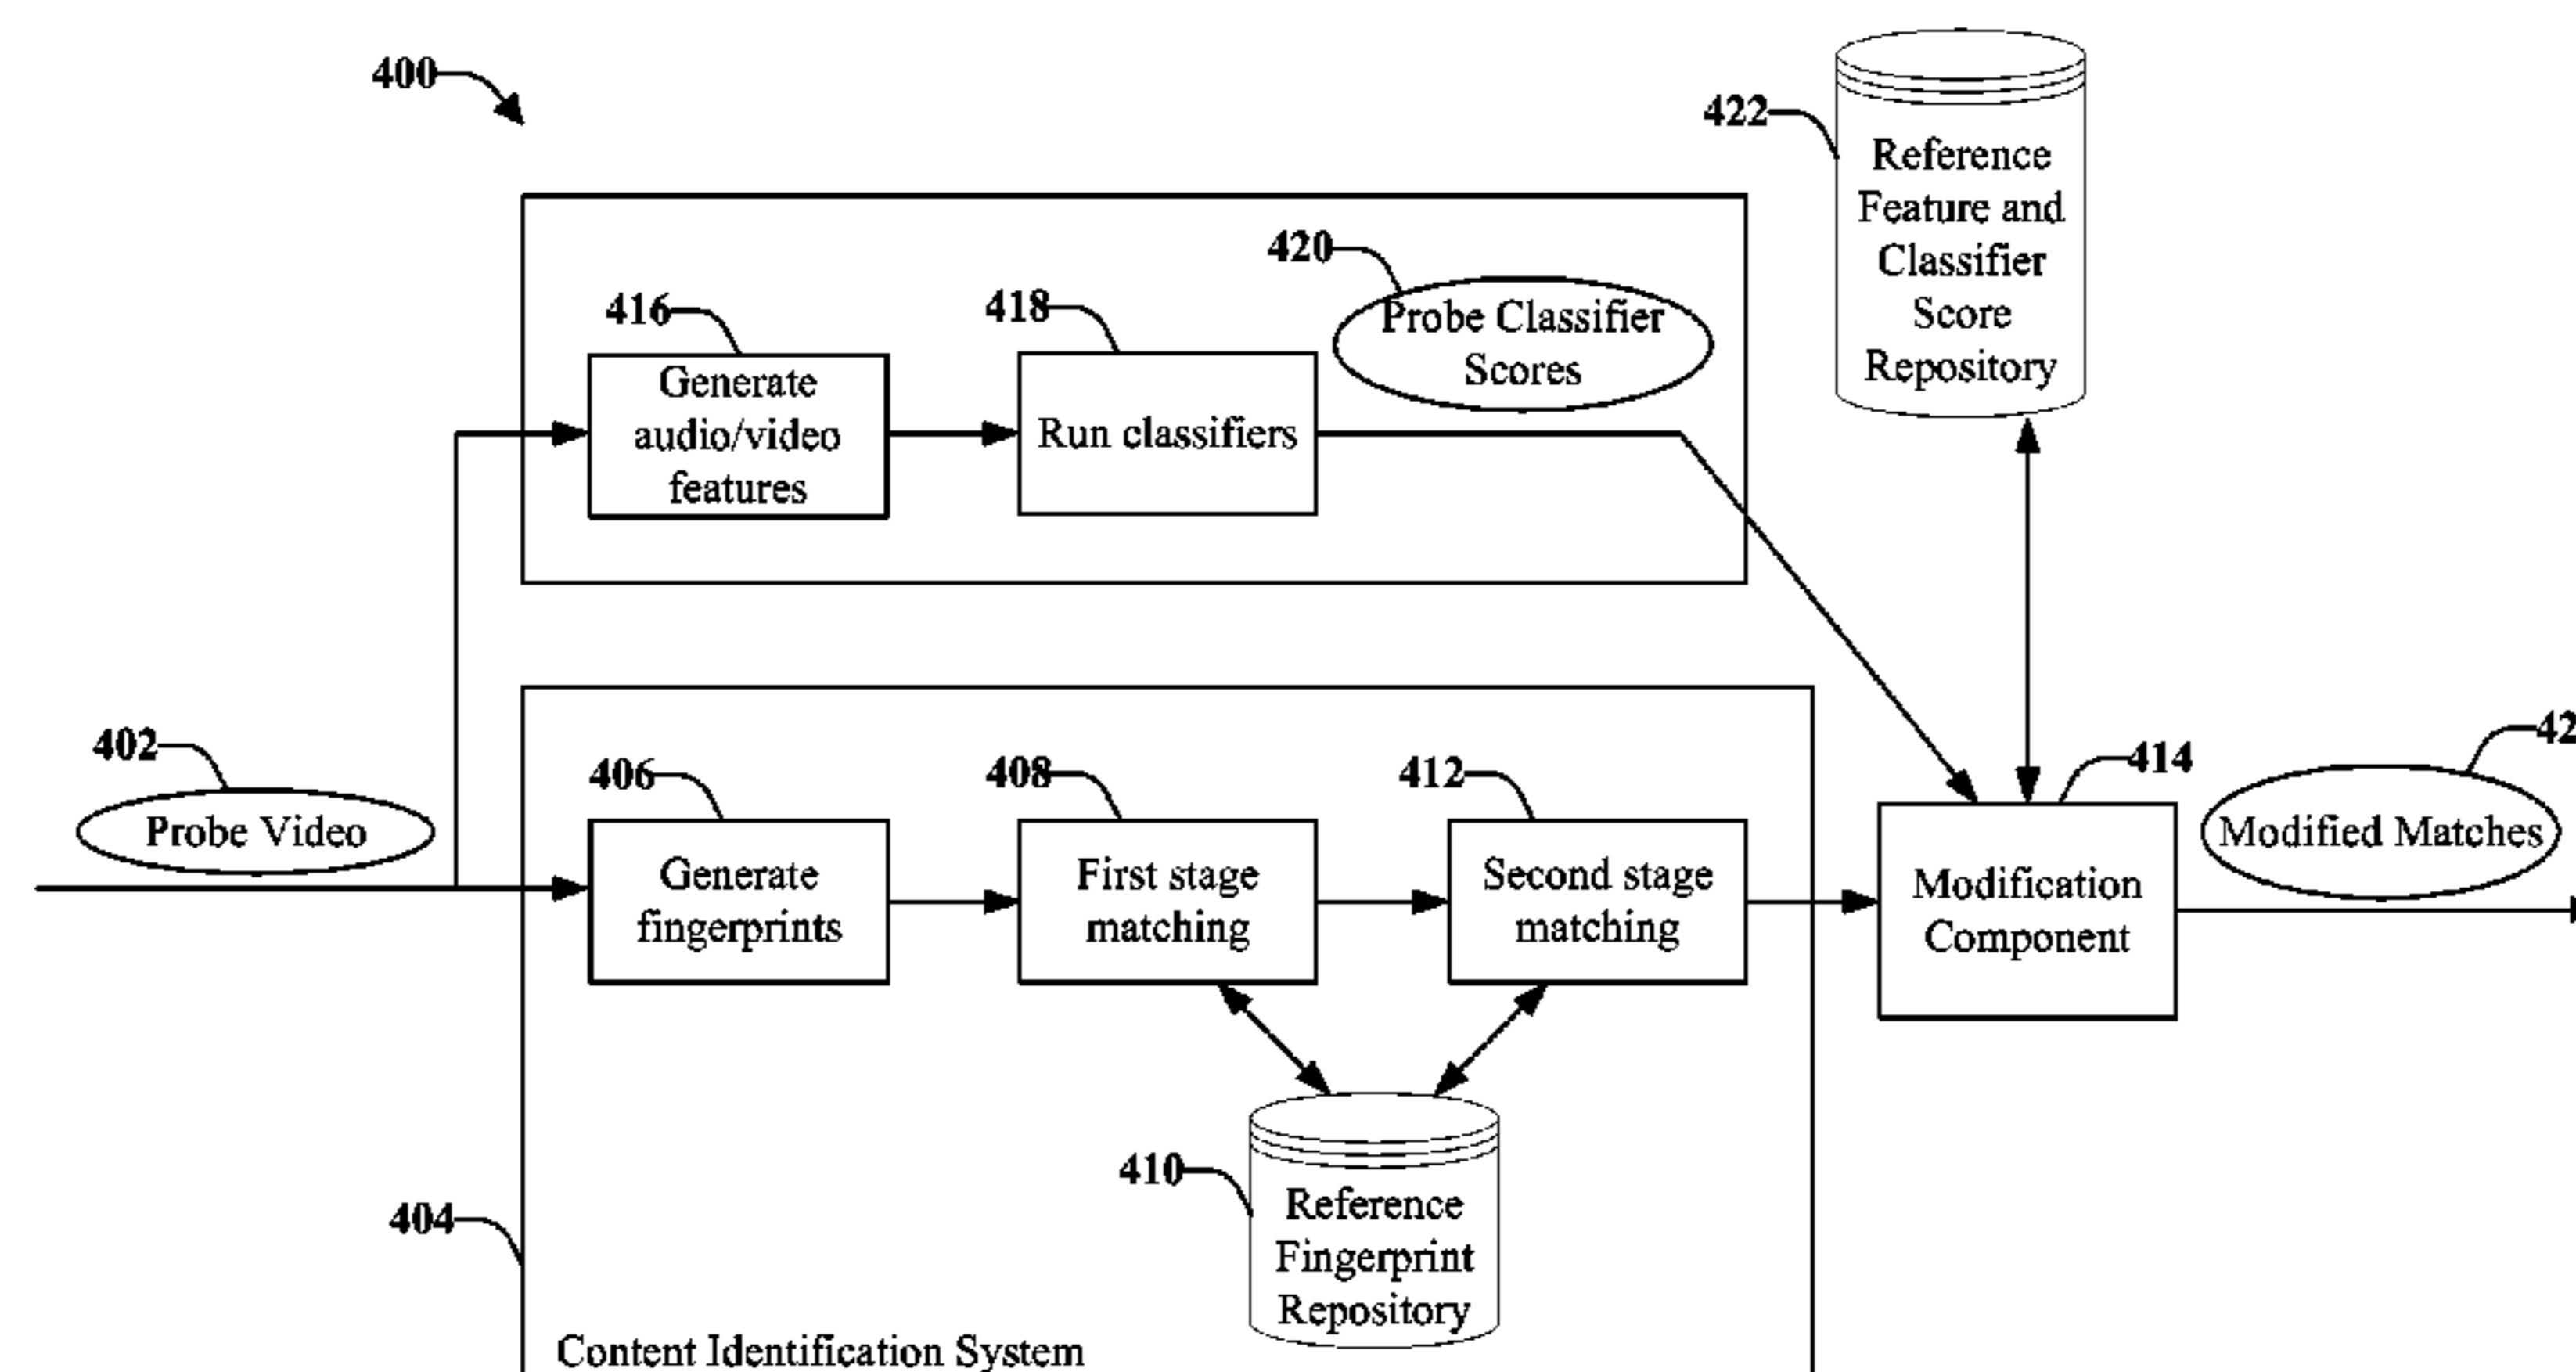 400
422
Reference
Feature and
Classifier
Score
Repository
420
Probe Classifier
Scores
416
Generate
audio/video
features
418
Run classifiers
402
Probe Video
406
Generate
fingerprints
408
First stage
matching
412
Second stage
matching
414
Modification
Component
Modified Matches
410
Reference
Fingerprint
Repository
404
Content Identification System